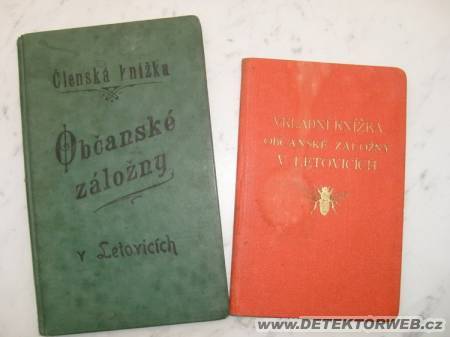 Členská knížka
Občanské
záložny
v Letovicích
VKLADNÍ KNÍŽKA
OBČANSKÉ ZÁLOŽNY
V LETOVICÍCH
www.DETEKTORWEB.cz